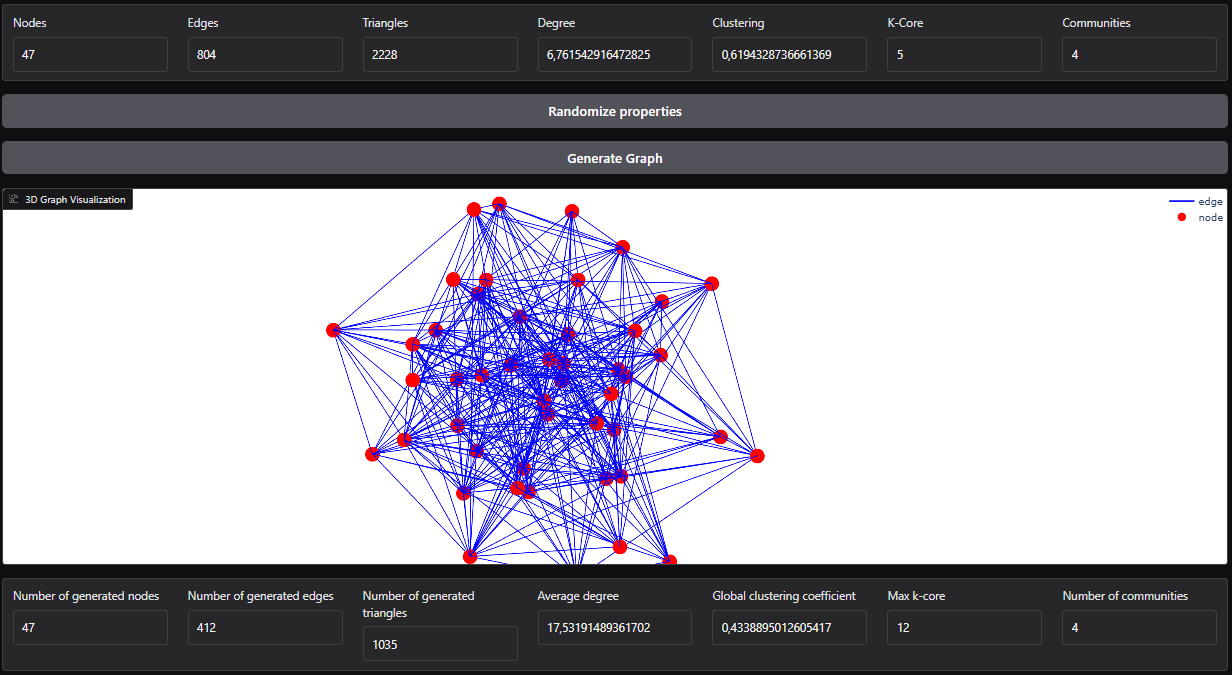 Nodes Edges Triangles Degree Clustering K-Core Communities
47 804 2228 6,761542916472825 0,6194328736661369 5 4
Randomize properties
Generate Graph
3D Graph Visualization
edge
node
Number of generated nodes Number of generated edges Number of generated triangles Average degree Global clustering coefficient Max k-core Number of communities
47 412 1035 17,53191489361702 0,4338895012605417 12 4